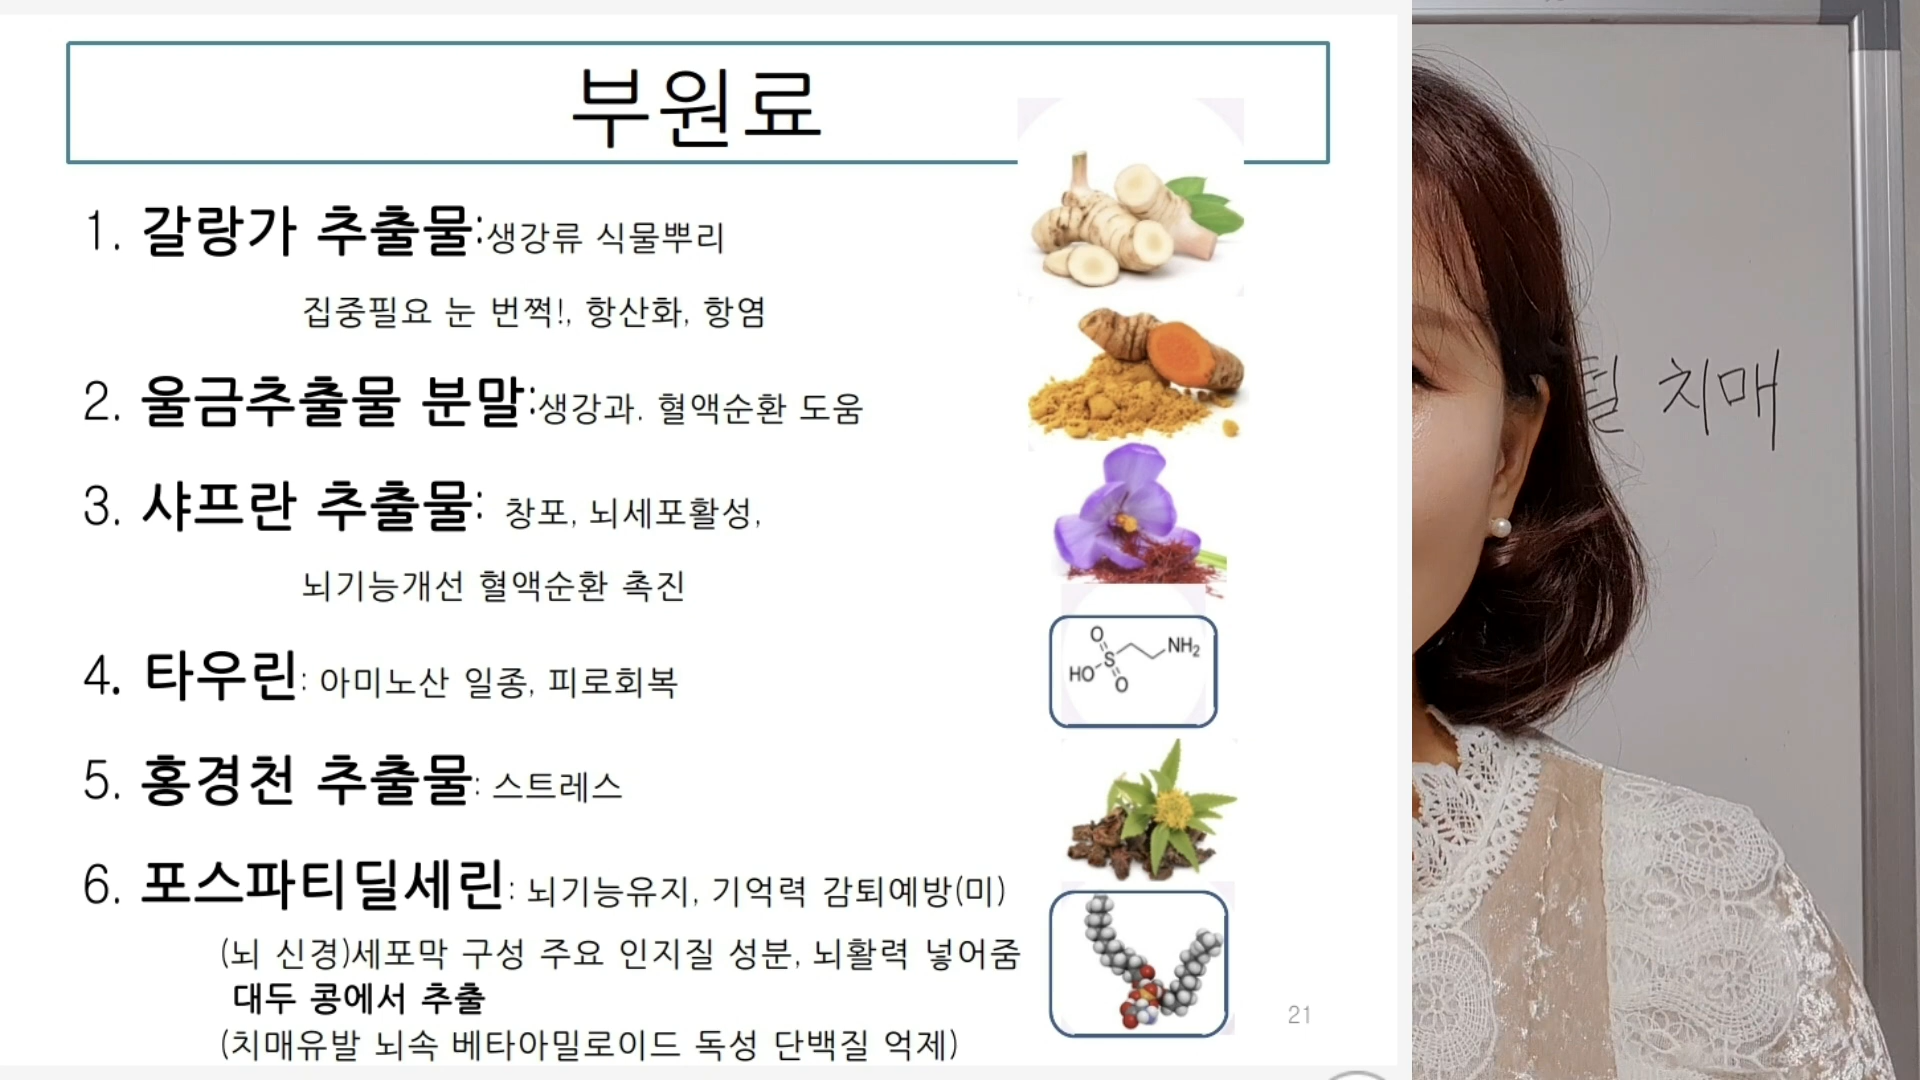 부원료
1. 갈랑가 추출물:생강류 식물뿌리
집중필요 눈 번쩍!, 항산화, 항염
2. 울금추출물 분말:생강과. 혈액순환 도움
3. 샤프란 추출물: 창포, 뇌세포활성,
뇌기능개선 혈액순환 촉진
4. 타우린: 아미노산 일종, 피로회복
5. 홍경천 추출물: 스트레스
6. 포스파티딜세린: 뇌기능유지, 기억력 감퇴예방(미)
(뇌 신경)세포막 구성 주요 인지질 성분, 뇌활력 넣어줌
대두 콩에서 추출
(치매유발 뇌속 베타아밀로이드 독성 단백질 억제)
O
HO S NH2
O
21
치매